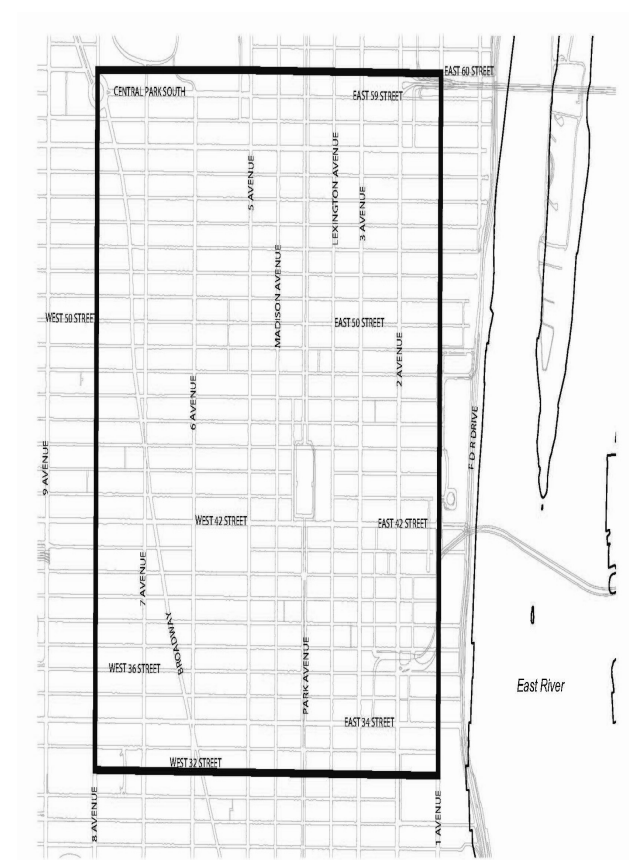 EAST 60 STREET
CENTRAL PARK SOUTH
EAST 59 STREET
5 AVENUE
LEXINGTON AVENUE
3 AVENUE
MADISON AVENUE
WEST 50 STREET
EAST 50 STREET
2 AVENUE
6 AVENUE
9 AVENUE
F D R DRIVE
WEST 42 STREET
EAST 42 STREET
7 AVENUE
BROADWAY
WEST 36 STREET
PARK AVENUE
East River
EAST 34 STREET
WEST 32 STREET
8 AVENUE
1 AVENUE